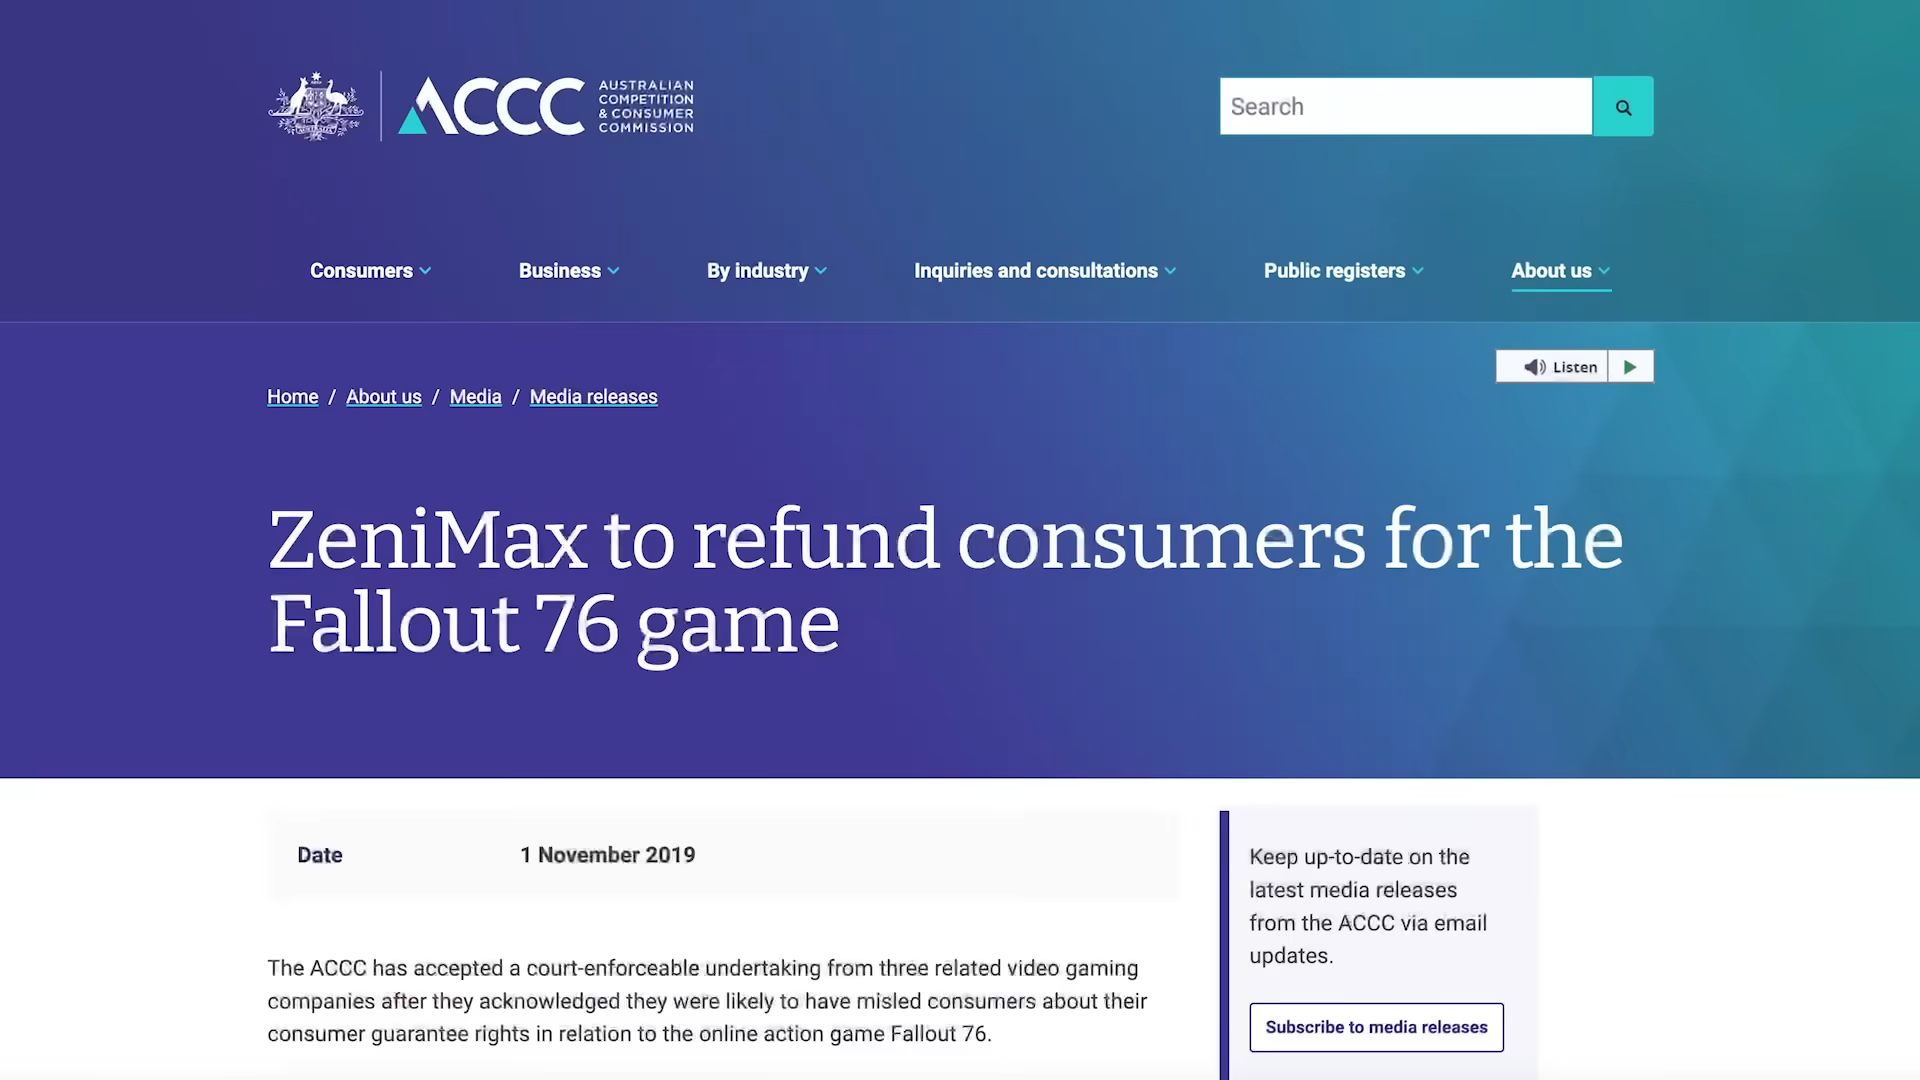 ACCC
AUSTRALIAN
COMPETITION
& CONSUMER
COMMISSION
Search
Consumers
Business
By industry
Inquiries and consultations
Public registers
About us
Listen
Home / About us / Media / Media releases
ZeniMax to refund consumers for the
Fallout 76 game
Date
1 November 2019
The ACCC has accepted a court-enforceable undertaking from three related video gaming
companies after they acknowledged they were likely to have misled consumers about their
consumer guarantee rights in relation to the online action game Fallout 76.
Keep up-to-date on the
latest media releases
from the ACCC via email
updates.
Subscribe to media releases